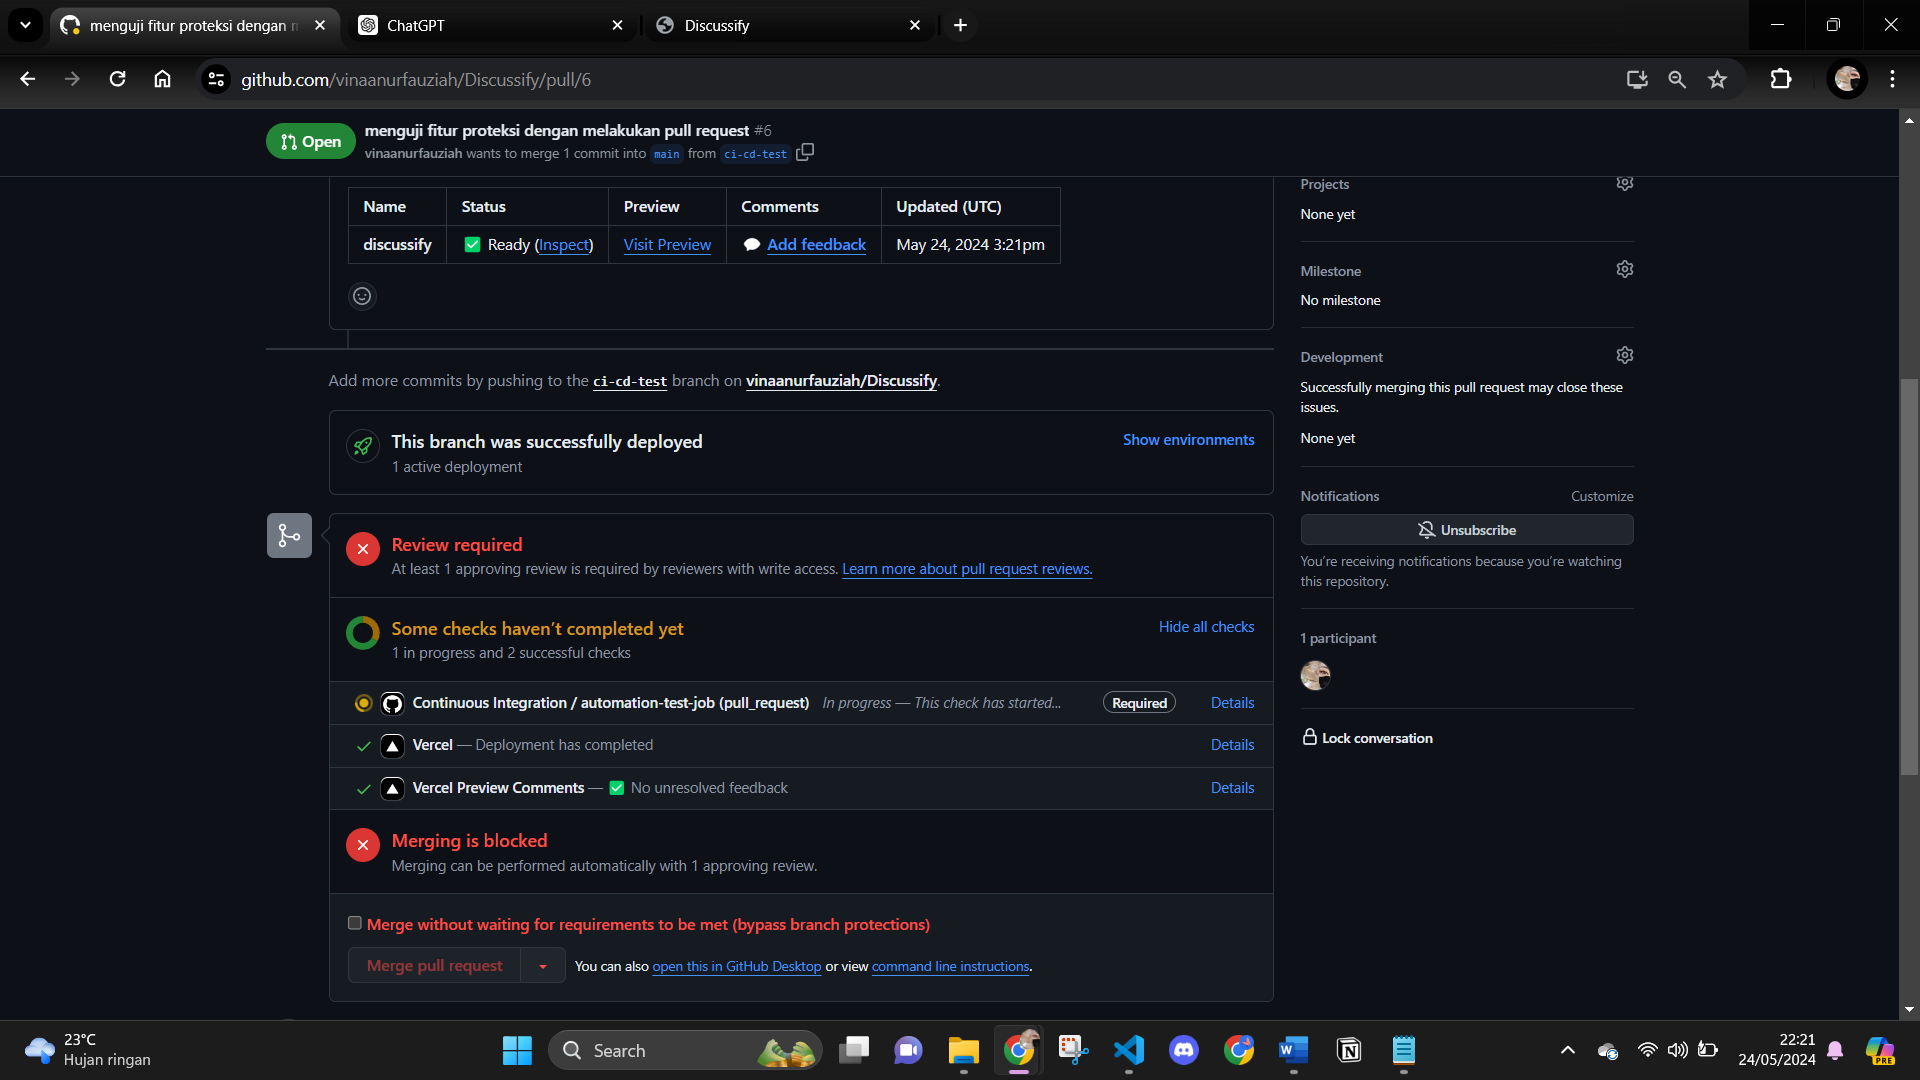 menguji fitur proteksi dengan
ChatGPT
Discussify
github.com/vinaanurfauziah/Discussify/pull/6
Open
menguji fitur proteksi dengan melakukan pull request #6
vinaanurfauziah wants to merge 1 commit into main from ci-cd-test
Name Status Preview Comments Updated (UTC)
discussify ✅ Ready (Inspect) Visit Preview 💬 Add feedback May 24, 2024 3:21pm
Add more commits by pushing to the ci-cd-test branch on vinaanurfauziah/Discussify.
This branch was successfully deployed
1 active deployment
Show environments
Review required
At least 1 approving review is required by reviewers with write access. Learn more about pull request reviews.
Some checks haven't completed yet
1 in progress and 2 successful checks
Hide all checks
Continuous Integration / automation-test-job (pull_request) In progress — This check has started... Required Details
Vercel — Deployment has completed Details
Vercel Preview Comments — ✅ No unresolved feedback Details
Merging is blocked
Merging can be performed automatically with 1 approving review.
Merge without waiting for requirements to be met (bypass branch protections)
Merge pull request
You can also open this in GitHub Desktop or view command line instructions.
Projects
None yet
Milestone
No milestone
Development
Successfully merging this pull request may close these
issues.
None yet
Notifications Customize
Unsubscribe
You're receiving notifications because you're watching
this repository.
1 participant
Lock conversation
23°C
Hujan ringan
Search
22:21
24/05/2024
PRE